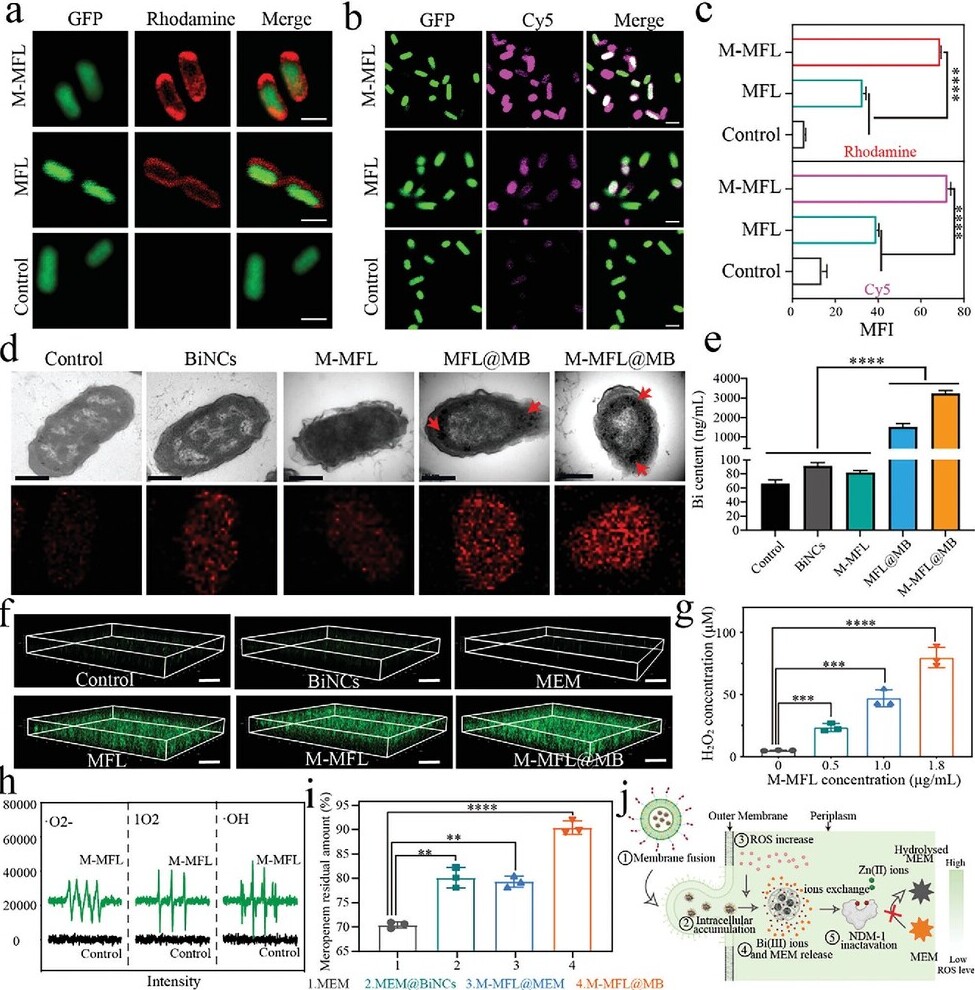 a
GFP Rhodamine Merge
M-MFL
MFL
Control
b
GFP Cy5 Merge
M-MFL
MFL
Control
c
M-MFL
MFL
Control
****
Rhodamine
M-MFL
MFL
Control
****
Cy5
0 20 40 60 80
MFI
d
Control BiNCs M-MFL MFL@MB M-MFL@MB
e
****
Bi centent (ng/mL)
4000
3000
2000
1000
100
80
60
40
20
0
Control BiNCs M-MFL MFL@MB M-MFL@MB
f
Control BiNCs MEM
MFL M-MFL M-MFL@MB
g
H₂O₂ concentration (μM)
100
50
0
****
***
***
0 0.5 1.0 1.8
M-MFL concentration (μg/mL)
h
80000
60000
40000
20000
0
·O2- 1O2 ·OH
M-MFL M-MFL M-MFL
Control Control Control
Intensity
i
Meropenem residual amount (%)
95
90
85
80
75
70
65
****
**
**
1 2 3 4
1.MEM 2.MEM@BiNCs 3.M-MFL@MEM 4.M-MFL@MB
j
Outer Membrane Periplasm
①Membrane fusion
③ROS increase
Hydrolysed
MEM
Zn(II) ions
ions exchange
②Intracellular
accumulation
④Bi(III) ions
and MEM release
⑤ NDM-1
inactavation
MEM
High
Low
ROS level